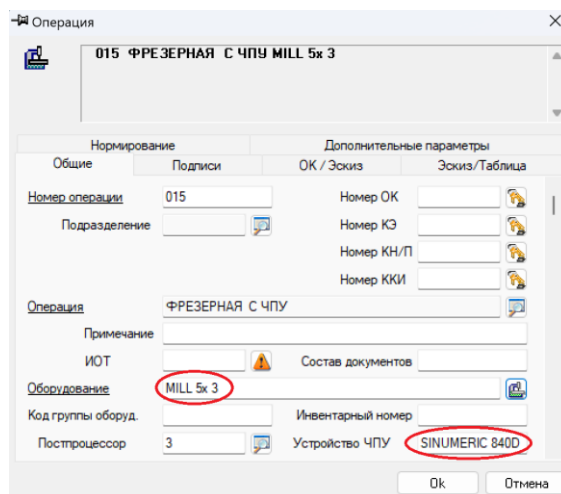 Операция
015 ФРЕЗЕРНАЯ С ЧПУ MILL 5x 3
Нормирование Дополнительные параметры
Общие Подписи ОК / Эскиз Эскиз/Таблица
Номер операции 015 Номер ОК
Подразделение Номер КЭ
Номер КН/П
Номер ККИ
Операция ФРЕЗЕРНАЯ С ЧПУ
Примечание
ИОТ Состав документов
Оборудование MILL 5x 3
Код группы оборуд. Инвентарный номер
Постпроцессор 3 Устройство ЧПУ SINUMERIC 840D
Ok Отмена